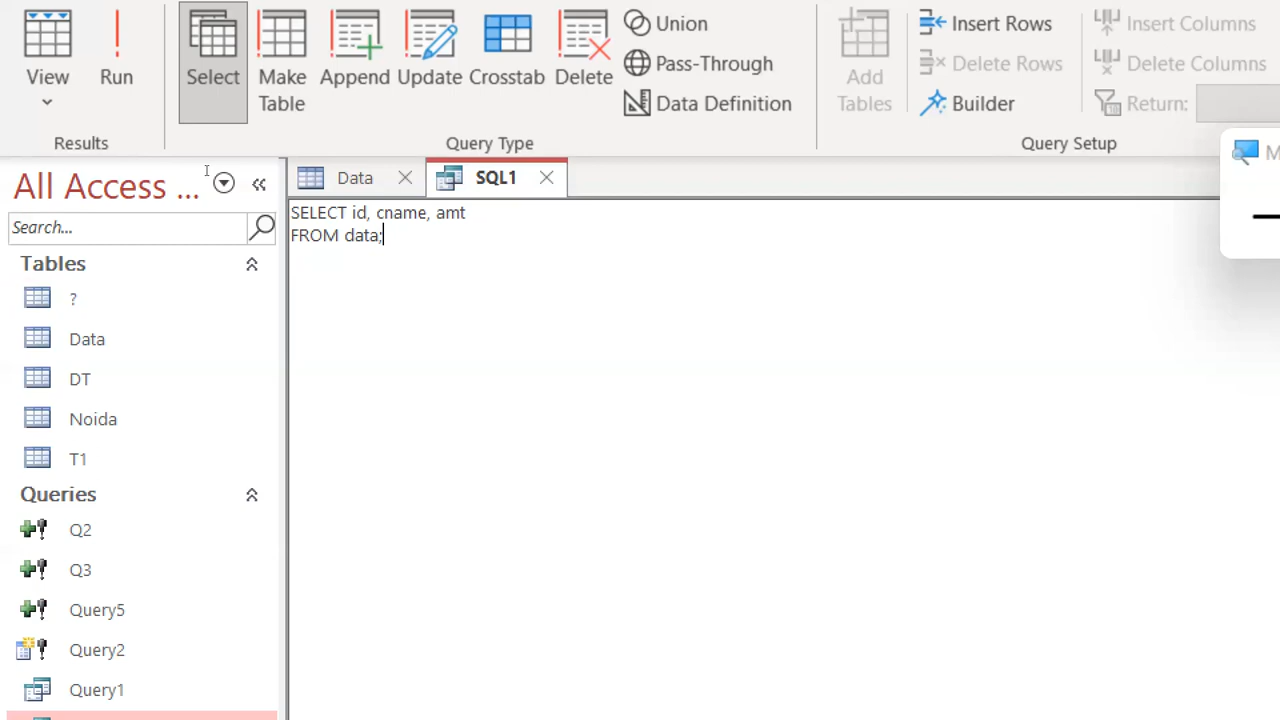 View
Run
Select
Make
Table
Append
Update
Crosstab
Delete
Union
Pass-Through
Data Definition
Add
Tables
Insert Rows
Delete Rows
Builder
Insert Columns
Delete Columns
Return:
Results
Query Type
Query Setup
All Access ...
Search...
Data
SQL1
SELECT id, cname, amt
FROM data;
Tables
?
Data
DT
Noida
T1
Queries
Q2
Q3
Query5
Query2
Query1